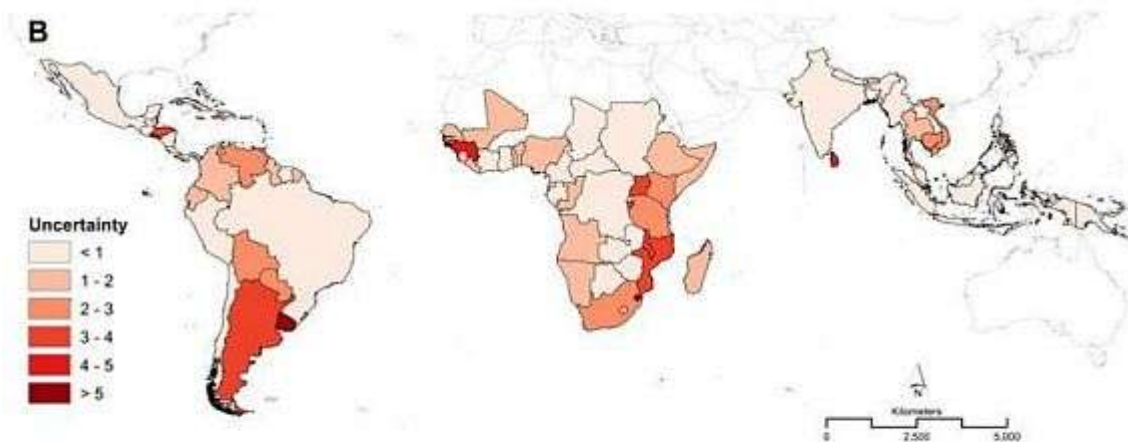 B
Uncertainty
< 1
1 - 2
2 - 3
3 - 4
4 - 5
> 5
N
Kilometers
0 2,500 5,000